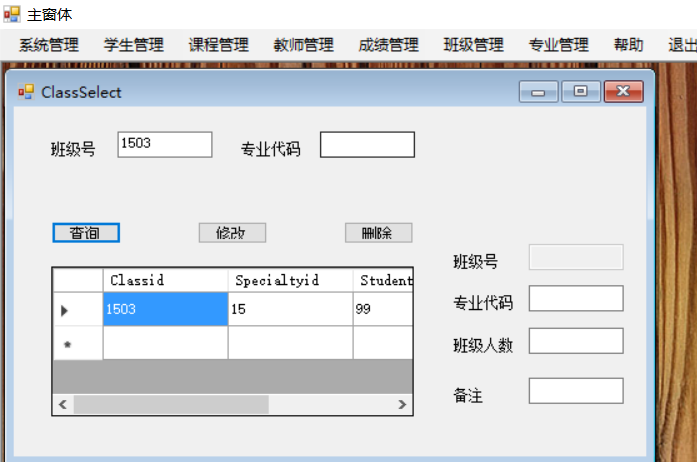 主窗体
系统管理 学生管理 课程管理 教师管理 成绩管理 班级管理 专业管理 帮助 退出
ClassSelect
班级号 1503 专业代码
查询 修改 删除
班级号
Classid Specialtyid Student
专业代码
1503 15 99
班级人数
*
备注